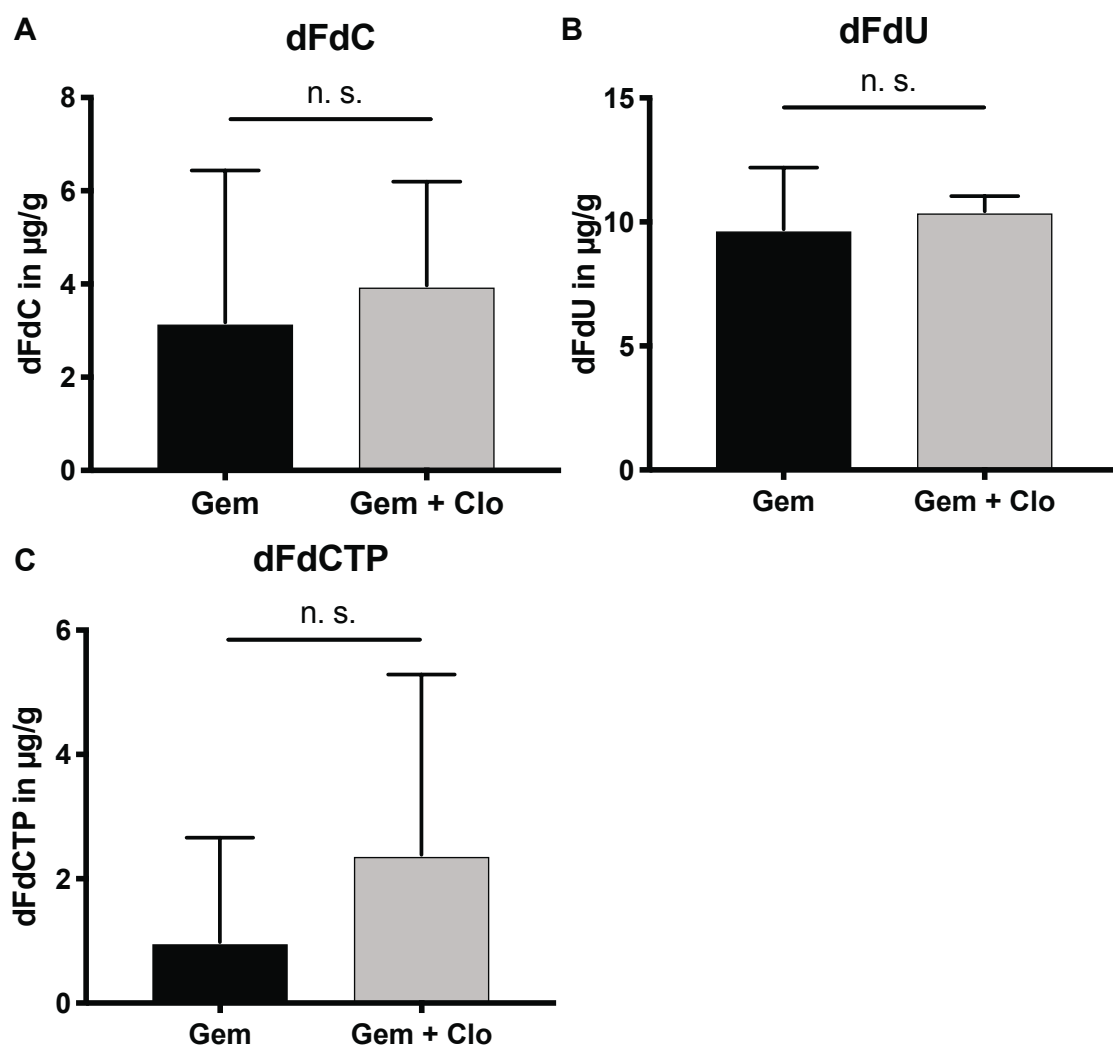 A
dFdC
n. s.
8
6
4
2
0
dFdC in µg/g
Gem
Gem + Clo
B
dFdU
n. s.
15
10
5
0
dFdU in µg/g
Gem
Gem + Clo
C
dFdCTP
n. s.
6
4
2
0
dFdCTP in µg/g
Gem
Gem + Clo